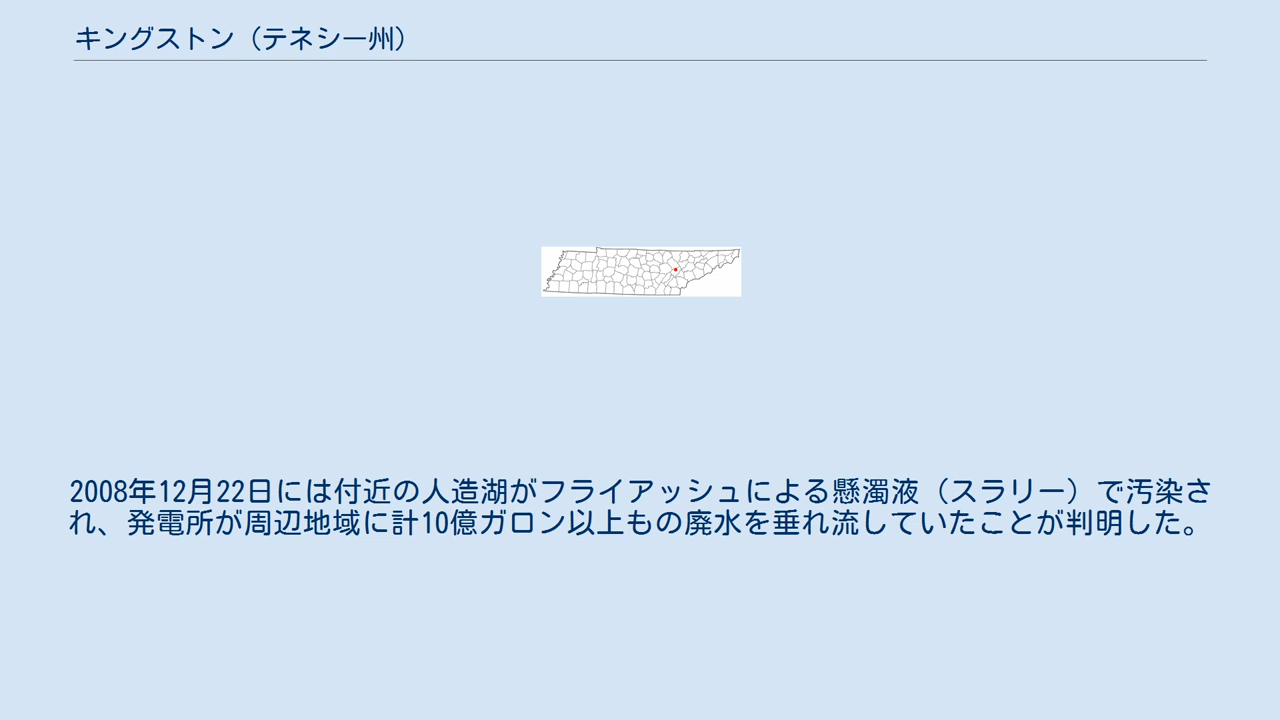 キングストン（テネシー州）
2008年12月22日には付近の人造湖がフライアッシュによる懸濁液（スラリー）で汚染さ
れ、発電所が周辺地域に計10億ガロン以上もの廃水を垂れ流していたことが判明した。